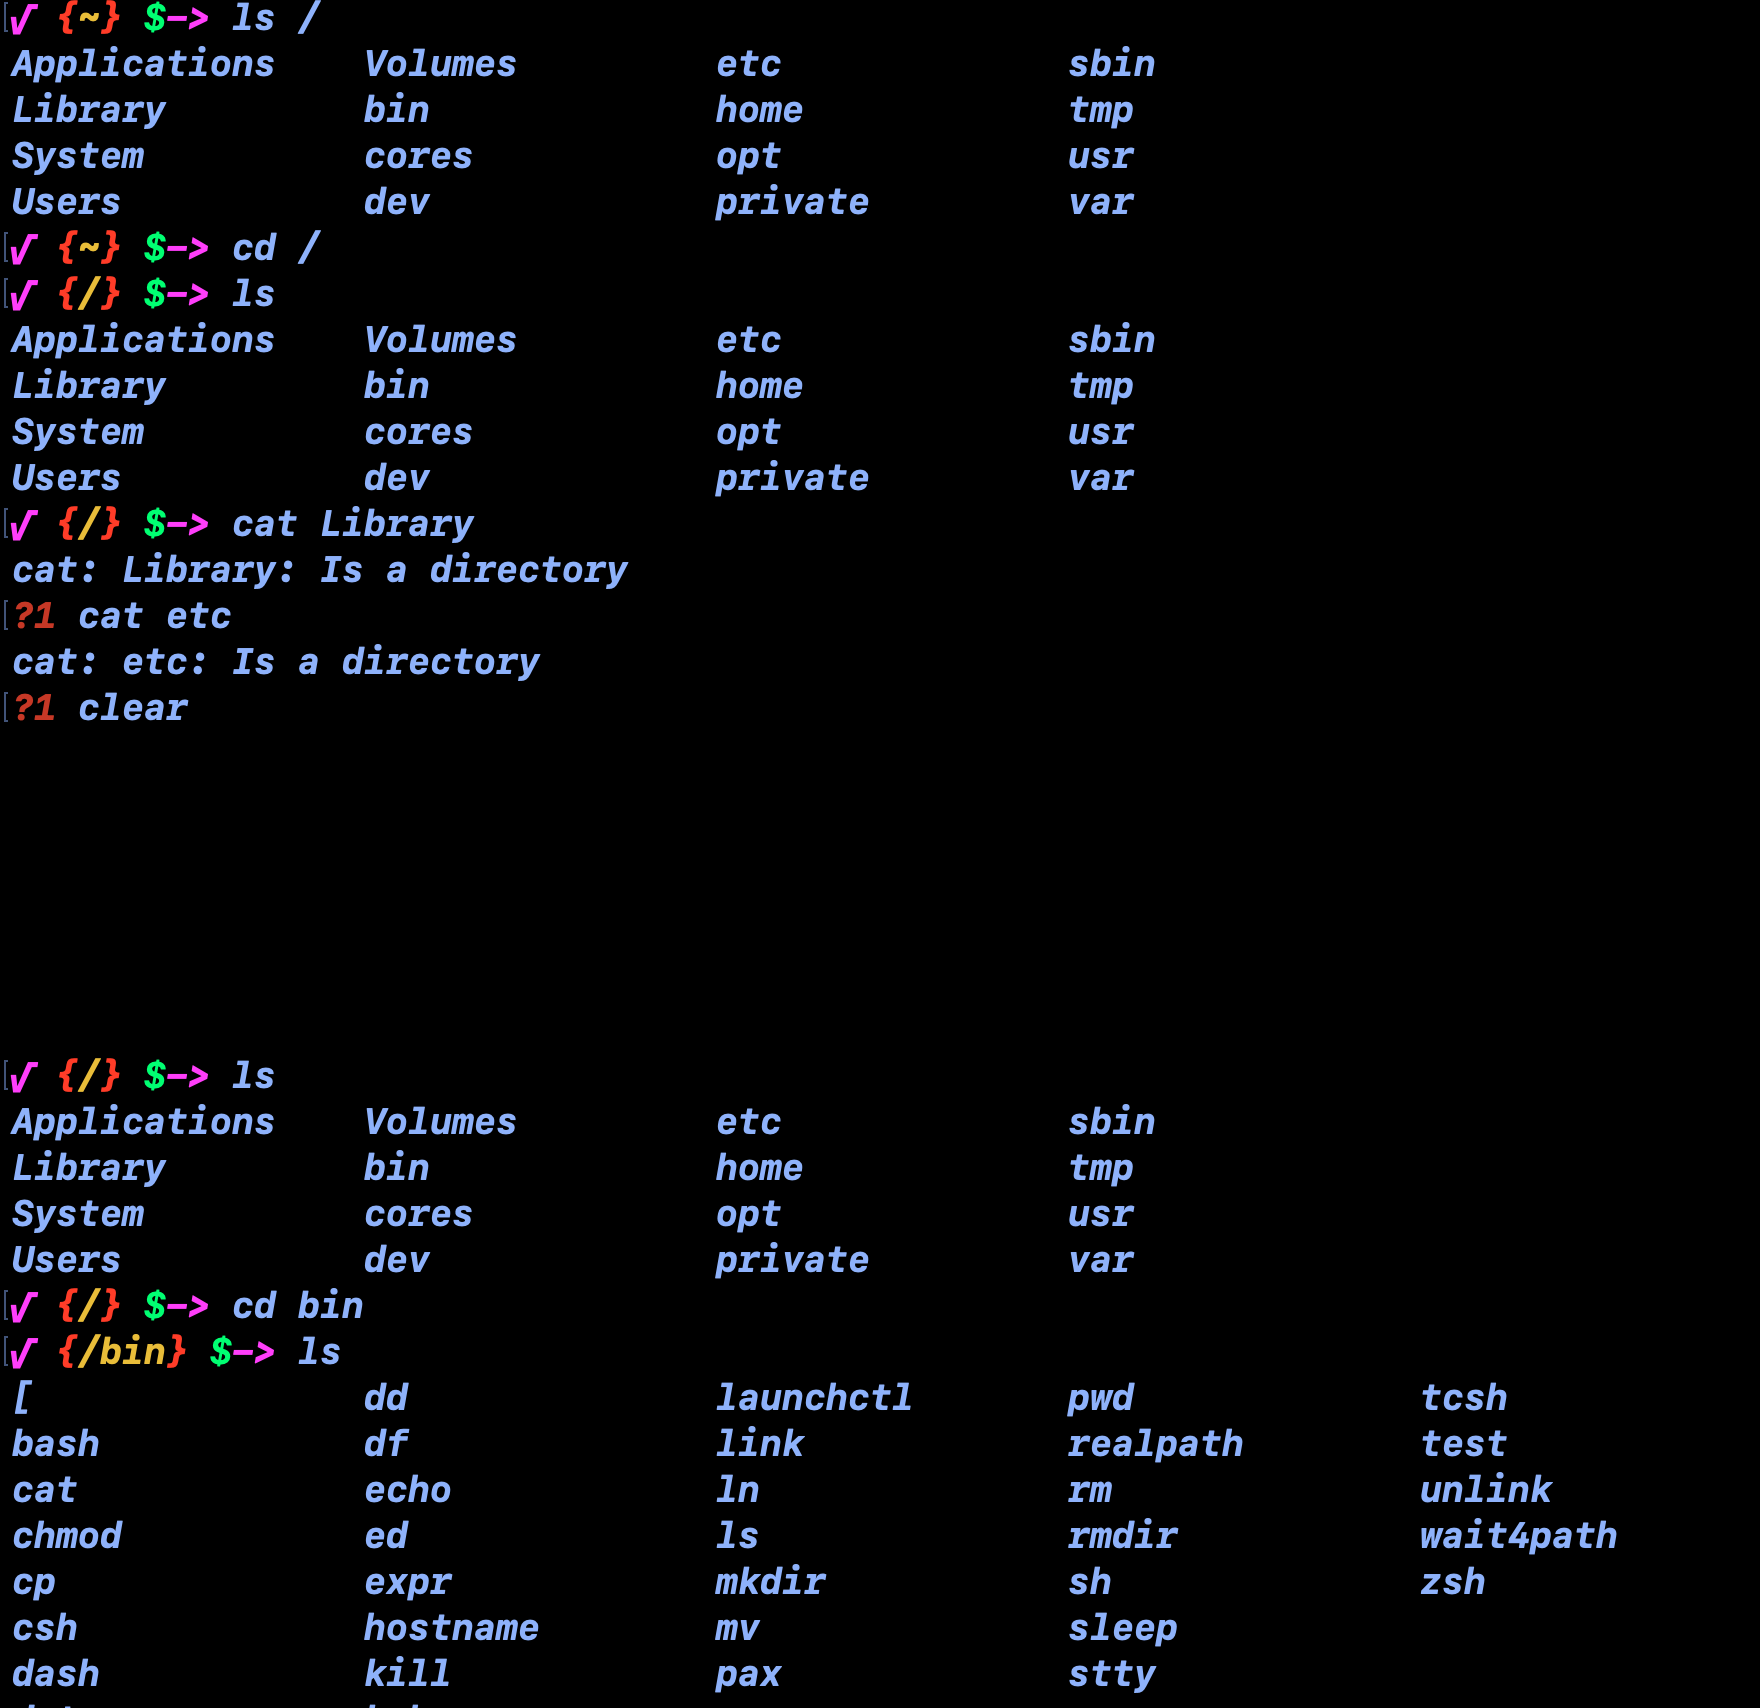 √ {~} $-> ls /
Applications Volumes etc sbin
Library bin home tmp
System cores opt usr
Users dev private var
√ {~} $-> cd /
√ {/} $-> ls
Applications Volumes etc sbin
Library bin home tmp
System cores opt usr
Users dev private var
√ {/} $-> cat Library
cat: Library: Is a directory
?1 cat etc
cat: etc: Is a directory
?1 clear
√ {/} $-> ls
Applications Volumes etc sbin
Library bin home tmp
System cores opt usr
Users dev private var
√ {/} $-> cd bin
√ {/bin} $-> ls
[ dd launchctl pwd tcsh
bash df link realpath test
cat echo ln rm unlink
chmod ed ls rmdir wait4path
cp expr mkdir sh zsh
csh hostname mv sleep
dash kill pax stty